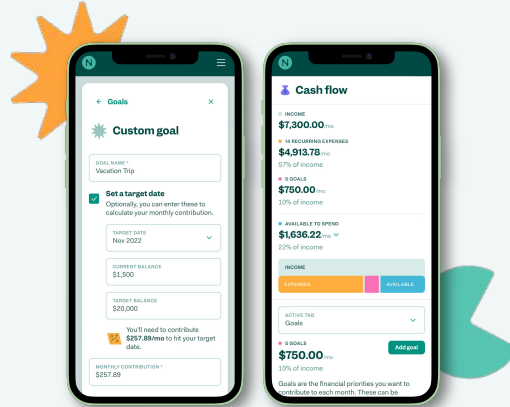 N
← Goals ×
Custom goal
GOAL NAME *
Vacation Trip
Set a target date
Optionally, you can enter these to
calculate your monthly contribution.
TARGET DATE
Nov 2022
CURRENT BALANCE
$1,500
TARGET BALANCE
$20,000
You'll need to contribute
$257.89/mo to hit your target
date.
MONTHLY CONTRIBUTION *
$257.89
N
Cash flow
INCOME
$7,300.00/mo
14 RECURRING EXPENSES
$4,913.78/mo
57% of income
5 GOALS
$750.00/mo
10% of income
AVAILABLE TO SPEND
$1,636.22/mo
22% of income
INCOME
EXPENSES AVAILABLE
ACTIVE TAG
Goals
5 GOALS
$750.00/mo
Add goal
10% of income
Goals are the financial priorities you want to
contribute to each month. These can be